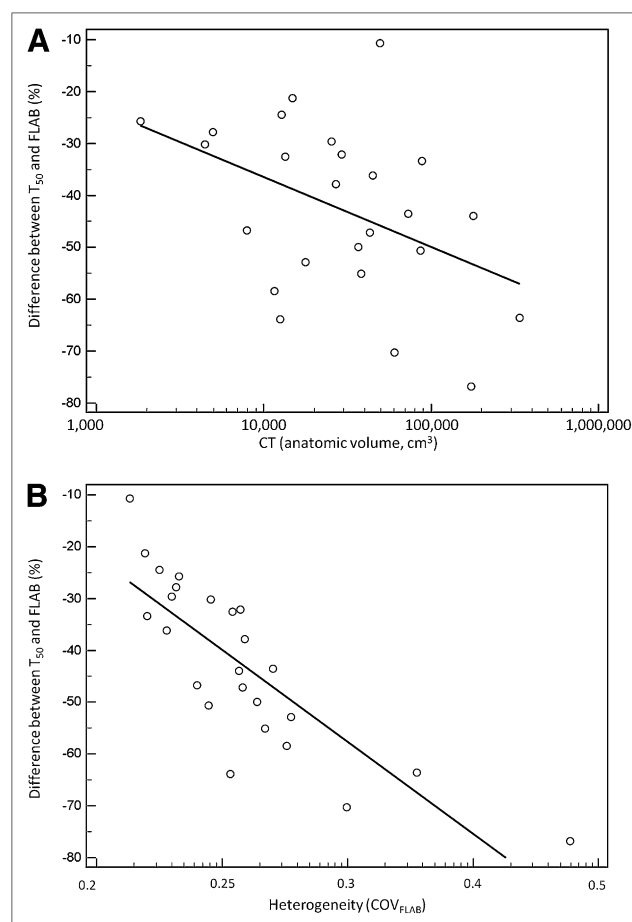 A
-10
-20
-30
-40
-50
-60
-70
-80
Difference between T50 and FLAB (%)
1,000 10,000 100,000 1,000,000
CT (anatomic volume, cm3)
B
-10
-20
-30
-40
-50
-60
-70
-80
Difference between T50 and FLAB (%)
0.2 0.25 0.3 0.4 0.5
Heterogeneity (COVFLAB)